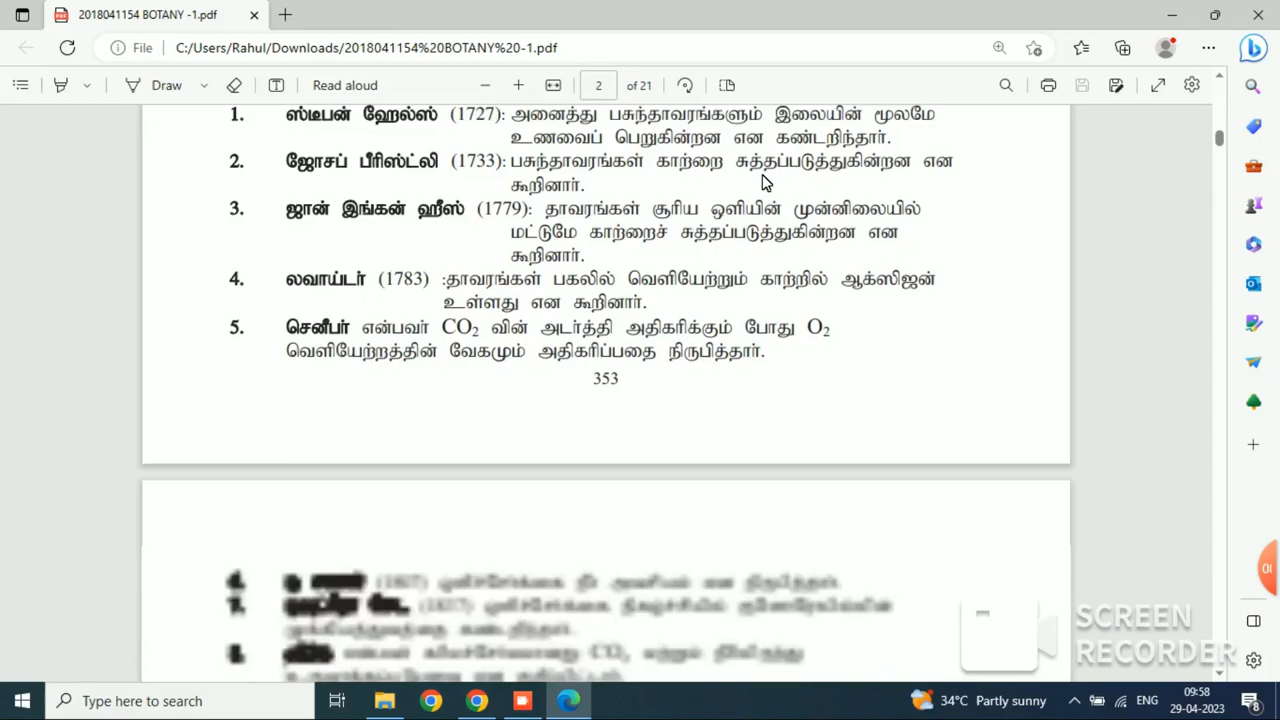 2018041154 BOTANY -1.pdf
File C:/Users/Rahul/Downloads/2018041154%20BOTANY%20-1.pdf
Draw Read aloud 2 of 21
1. ஸ்டீபன் ஹேல்ஸ் (1727): அனைத்து பசுந்தாவரங்களும் இலையின் மூலமே
உணவைப் பெறுகின்றன என கண்டறிந்தார்.
2. ஜோசப் பீரிஸ்ட்லி (1733): பசுந்தாவரங்கள் காற்றை சுத்தப்படுத்துகின்றன என
கூறினார்.
3. ஜான் இங்கன் ஹீஸ் (1779): தாவரங்கள் சூரிய ஒளியின் முன்னிலையில்
மட்டுமே காற்றைச் சுத்தப்படுத்துகின்றன என
கூறினார்.
4. லவாய்டர் (1783) :தாவரங்கள் பகலில் வெளியேற்றும் காற்றில் ஆக்ஸிஜன்
உள்ளது என கூறினார்.
5. செனீபர் என்பவர் CO2 வின் அடர்த்தி அதிகரிக்கும் போது O2
வெளியேற்றத்தின் வேகமும் அதிகரிப்பதை நிருபித்தார்.
353
SCREEN
RECORDER
Type here to search 34°C Partly sunny ENG 09:58
29-04-2023 8